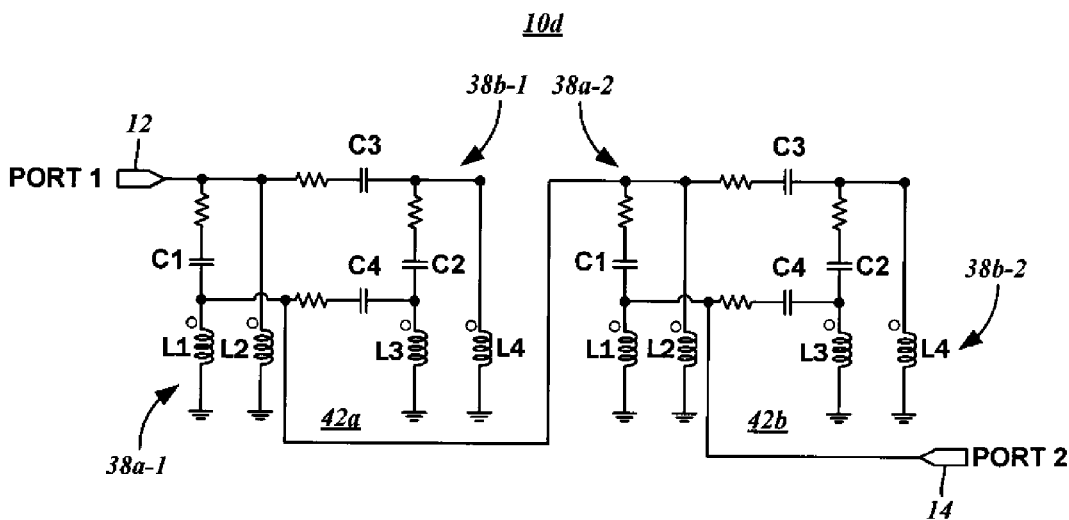 10d
38b-1 38a-2
12
C3 C3
PORT 1
C1 C4 C2 C1 C4 C2
38b-2
L1 L2 L3 L4 L1 L2 L3 L4
42a 42b
38a-1
PORT 2
14